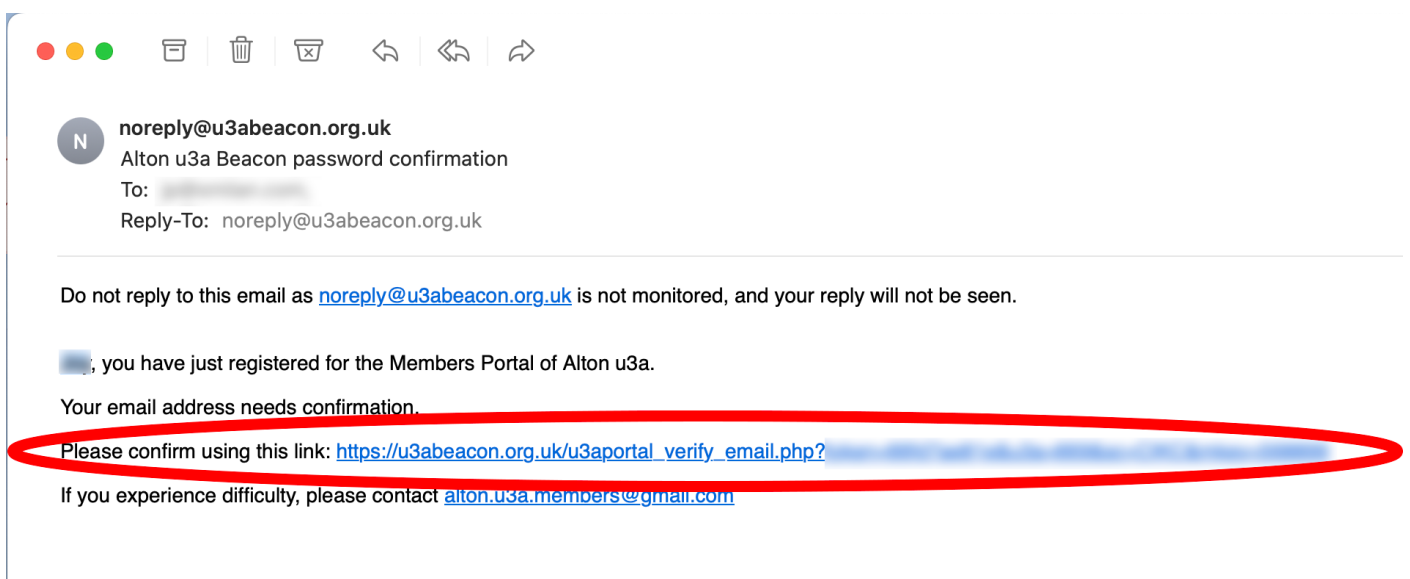 N
noreply@u3abeacon.org.uk
Alton u3a Beacon password confirmation
To:
Reply-To: noreply@u3abeacon.org.uk
Do not reply to this email as noreply@u3abeacon.org.uk is not monitored, and your reply will not be seen.
, you have just registered for the Members Portal of Alton u3a.
Your email address needs confirmation.
Please confirm using this link: https://u3abeacon.org.uk/u3aportal_verify_email.php?
If you experience difficulty, please contact alton.u3a.members@gmail.com